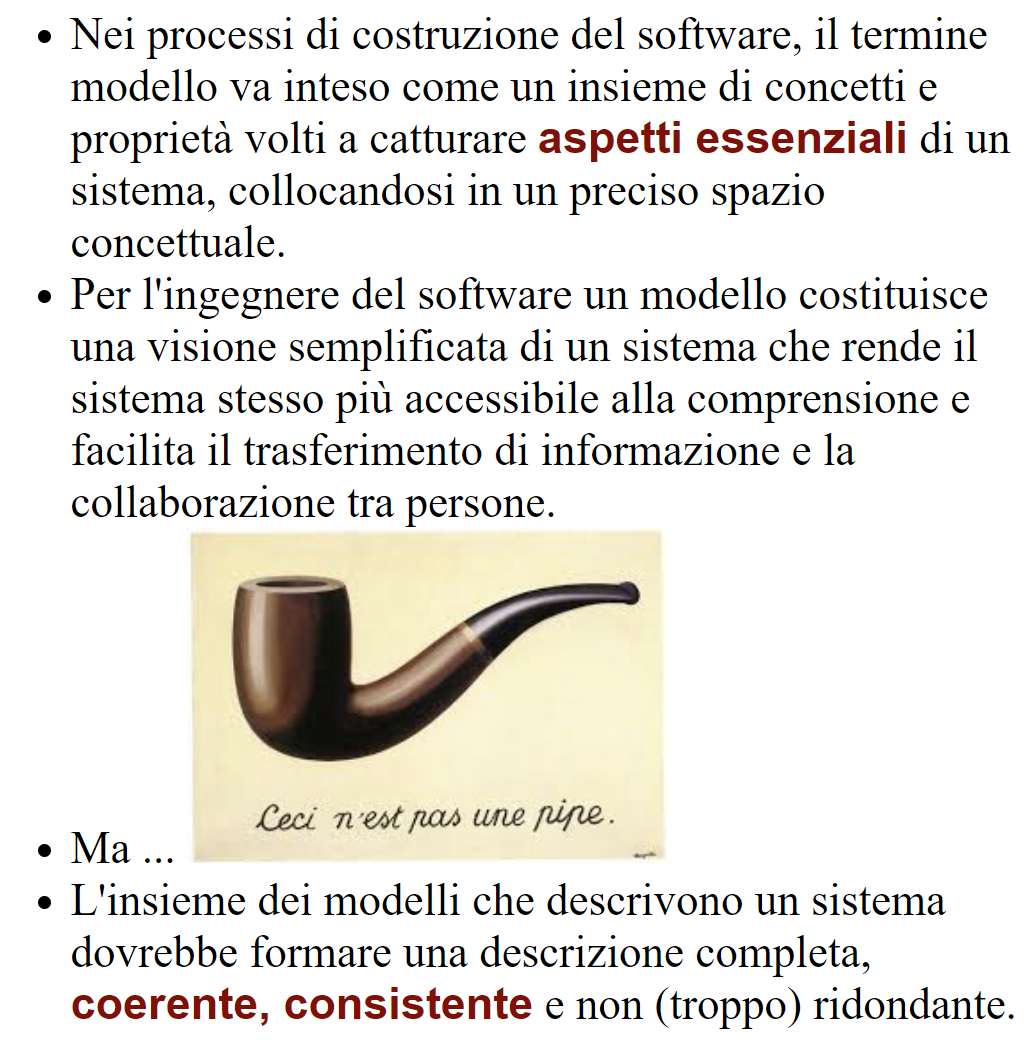 • Nei processi di costruzione del software, il termine
modello va inteso come un insieme di concetti e
proprietà volti a catturare aspetti essenziali di un
sistema, collocandosi in un preciso spazio
concettuale.
• Per l'ingegnere del software un modello costituisce
una visione semplificata di un sistema che rende il
sistema stesso più accessibile alla comprensione e
facilita il trasferimento di informazione e la
collaborazione tra persone.
Ceci n'est pas une pipe.
• Ma ...
• L'insieme dei modelli che descrivono un sistema
dovrebbe formare una descrizione completa,
coerente, consistente e non (troppo) ridondante.